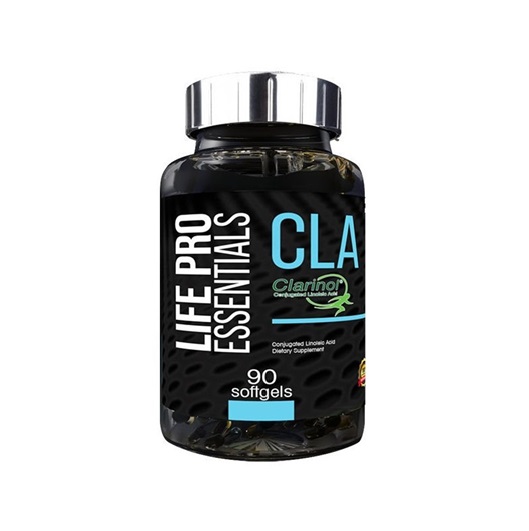 LIFE PRO
ESSENTIALS
CLA
Clarinol®
Conjugated Linoleic Acid
Conjugated Linoleic Acid
Dietary Supplement
90
softgels